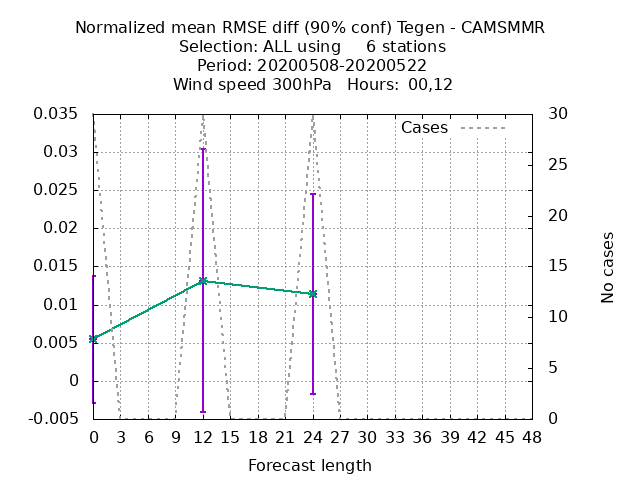 Normalized mean RMSE diff (90% conf) Tegen - CAMSMMR
Selection: ALL using     6 stations
Period: 20200508-20200522
Wind speed 300hPa   Hours:  00,12
Cases
0.035
0.03
0.025
0.02
0.015
0.01
0.005
0
-0.005
30
25
20
15
10
5
0
No cases
0 3 6 9 12 15 18 21 24 27 30 33 36 39 42 45 48
Forecast length